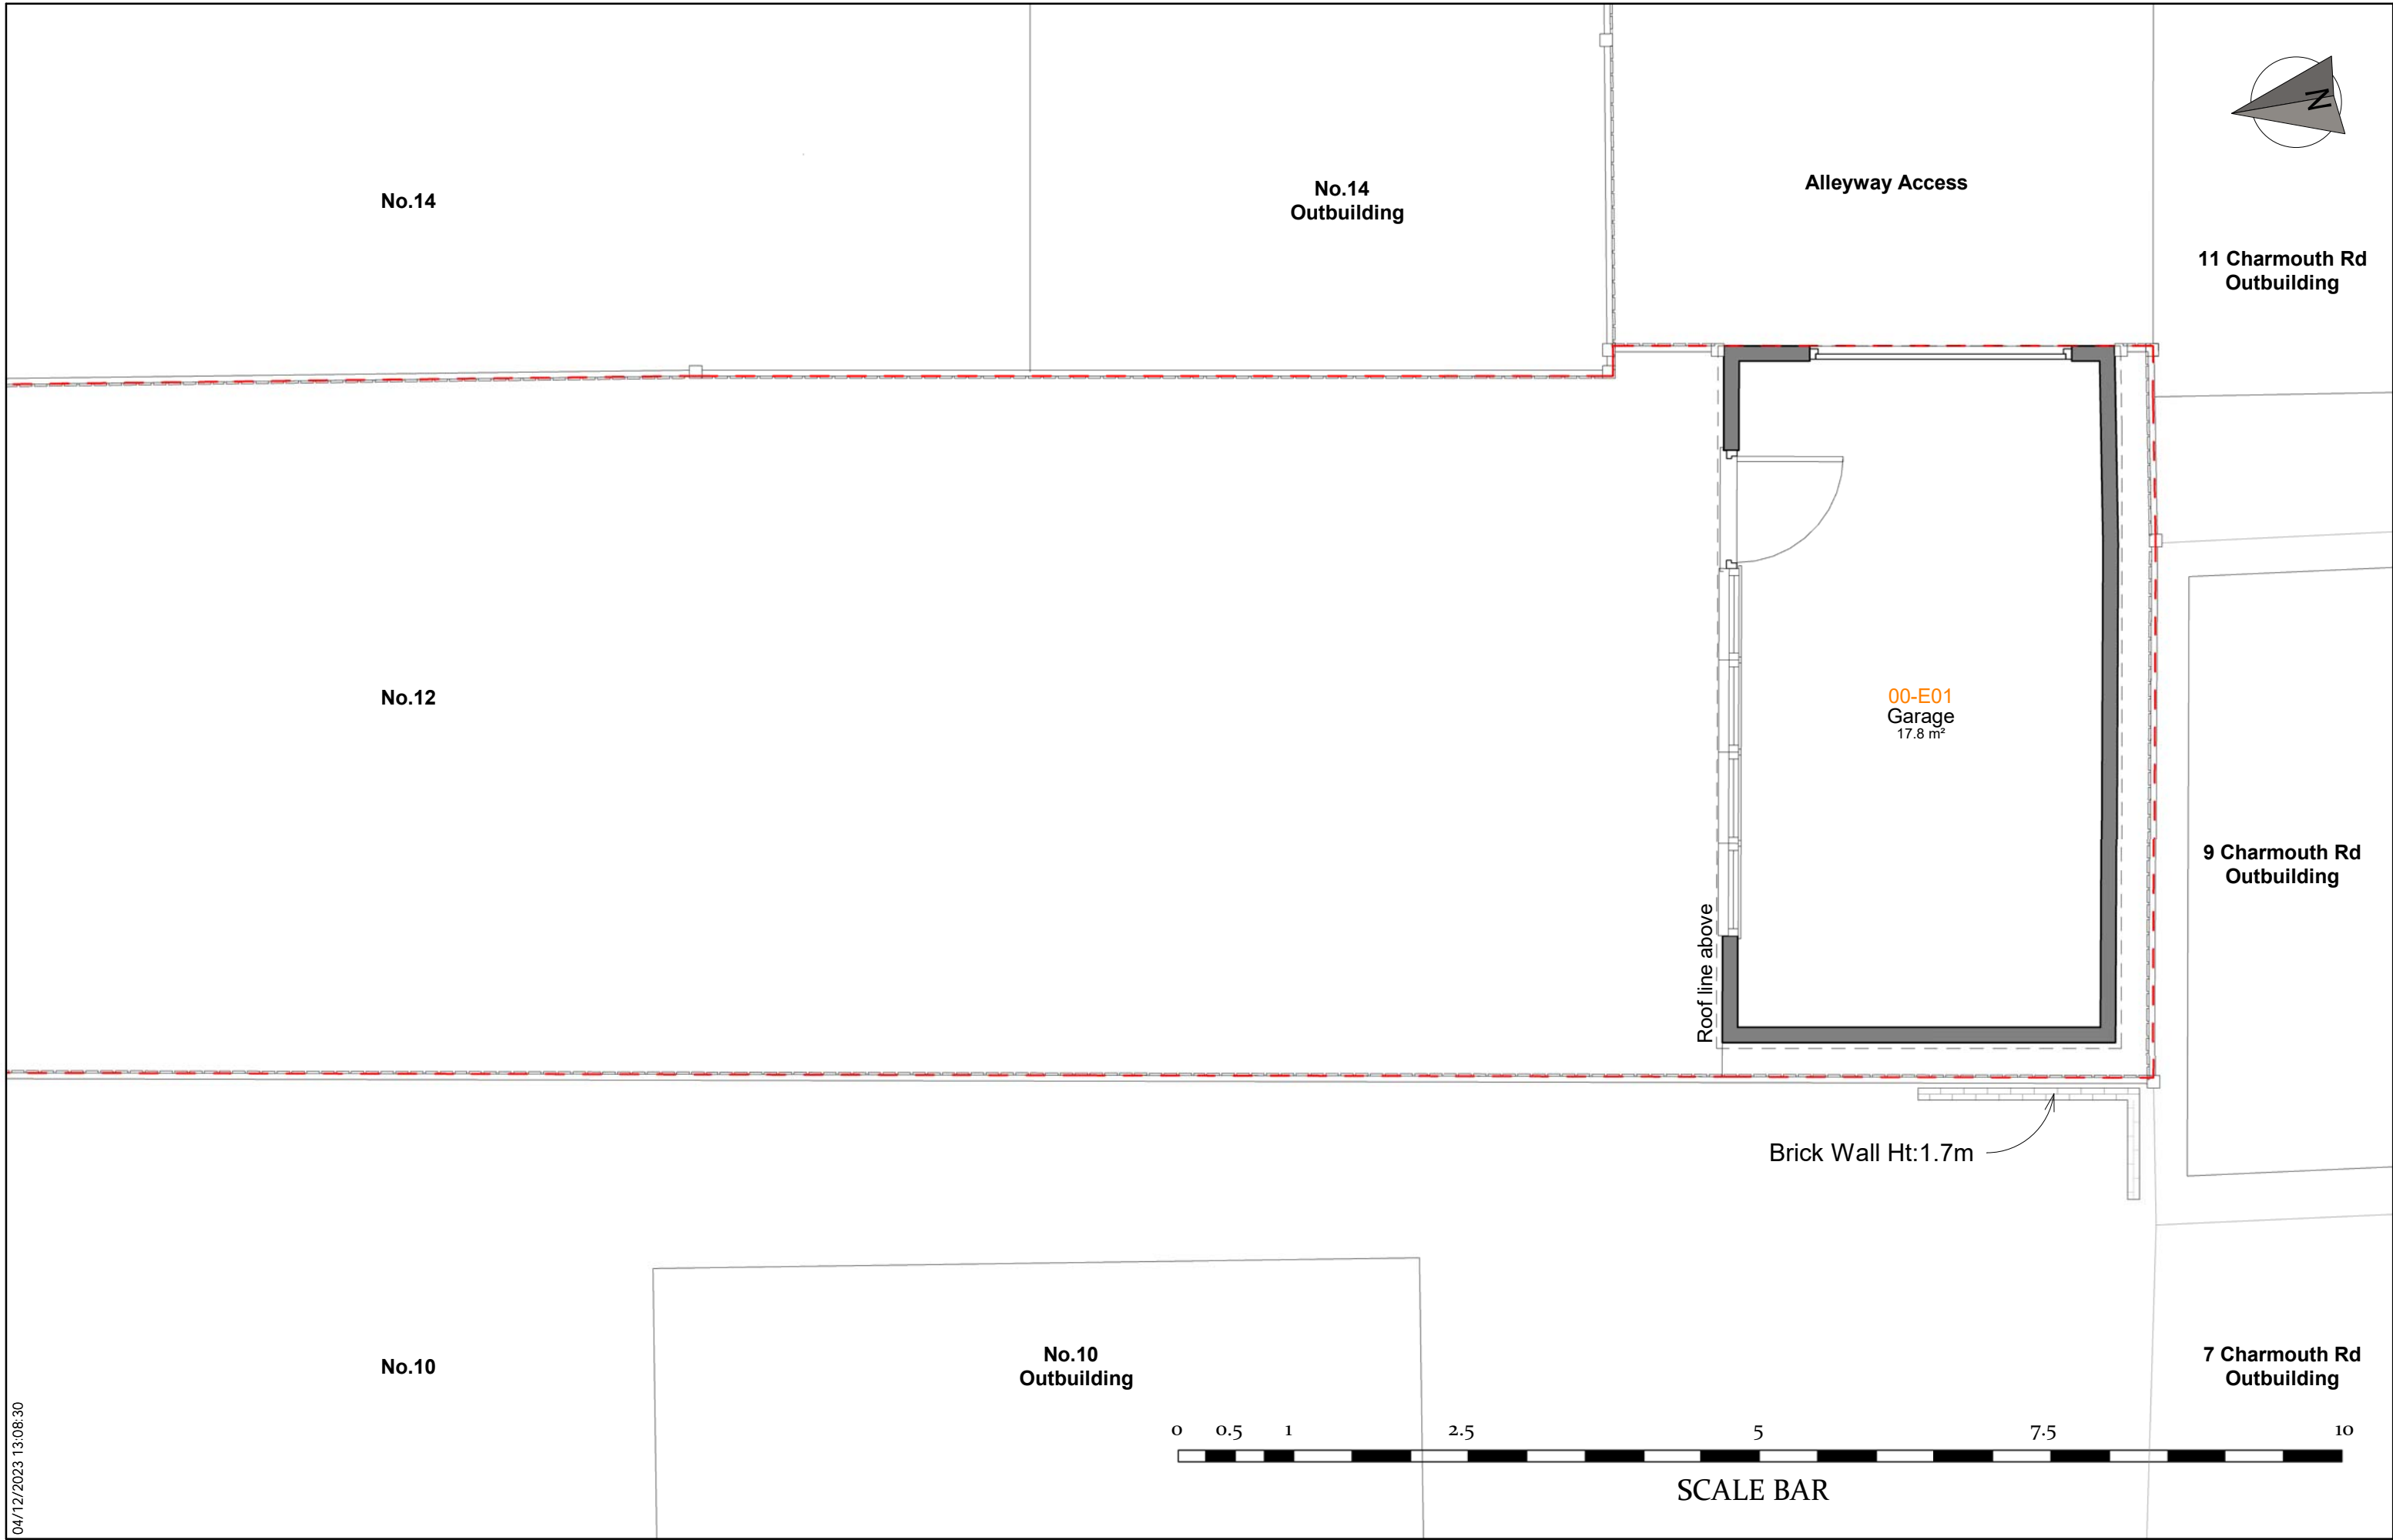 No.14
No.14
Outbuilding
Alleyway Access
N
11 Charmouth Rd
Outbuilding
No.12
00-E01
Garage
17.8 m²
Roof line above
9 Charmouth Rd
Outbuilding
Brick Wall Ht:1.7m
No.10
No.10
Outbuilding
7 Charmouth Rd
Outbuilding
0 0.5 1 2.5 5 7.5 10
SCALE BAR
04/12/2023 13:08:30